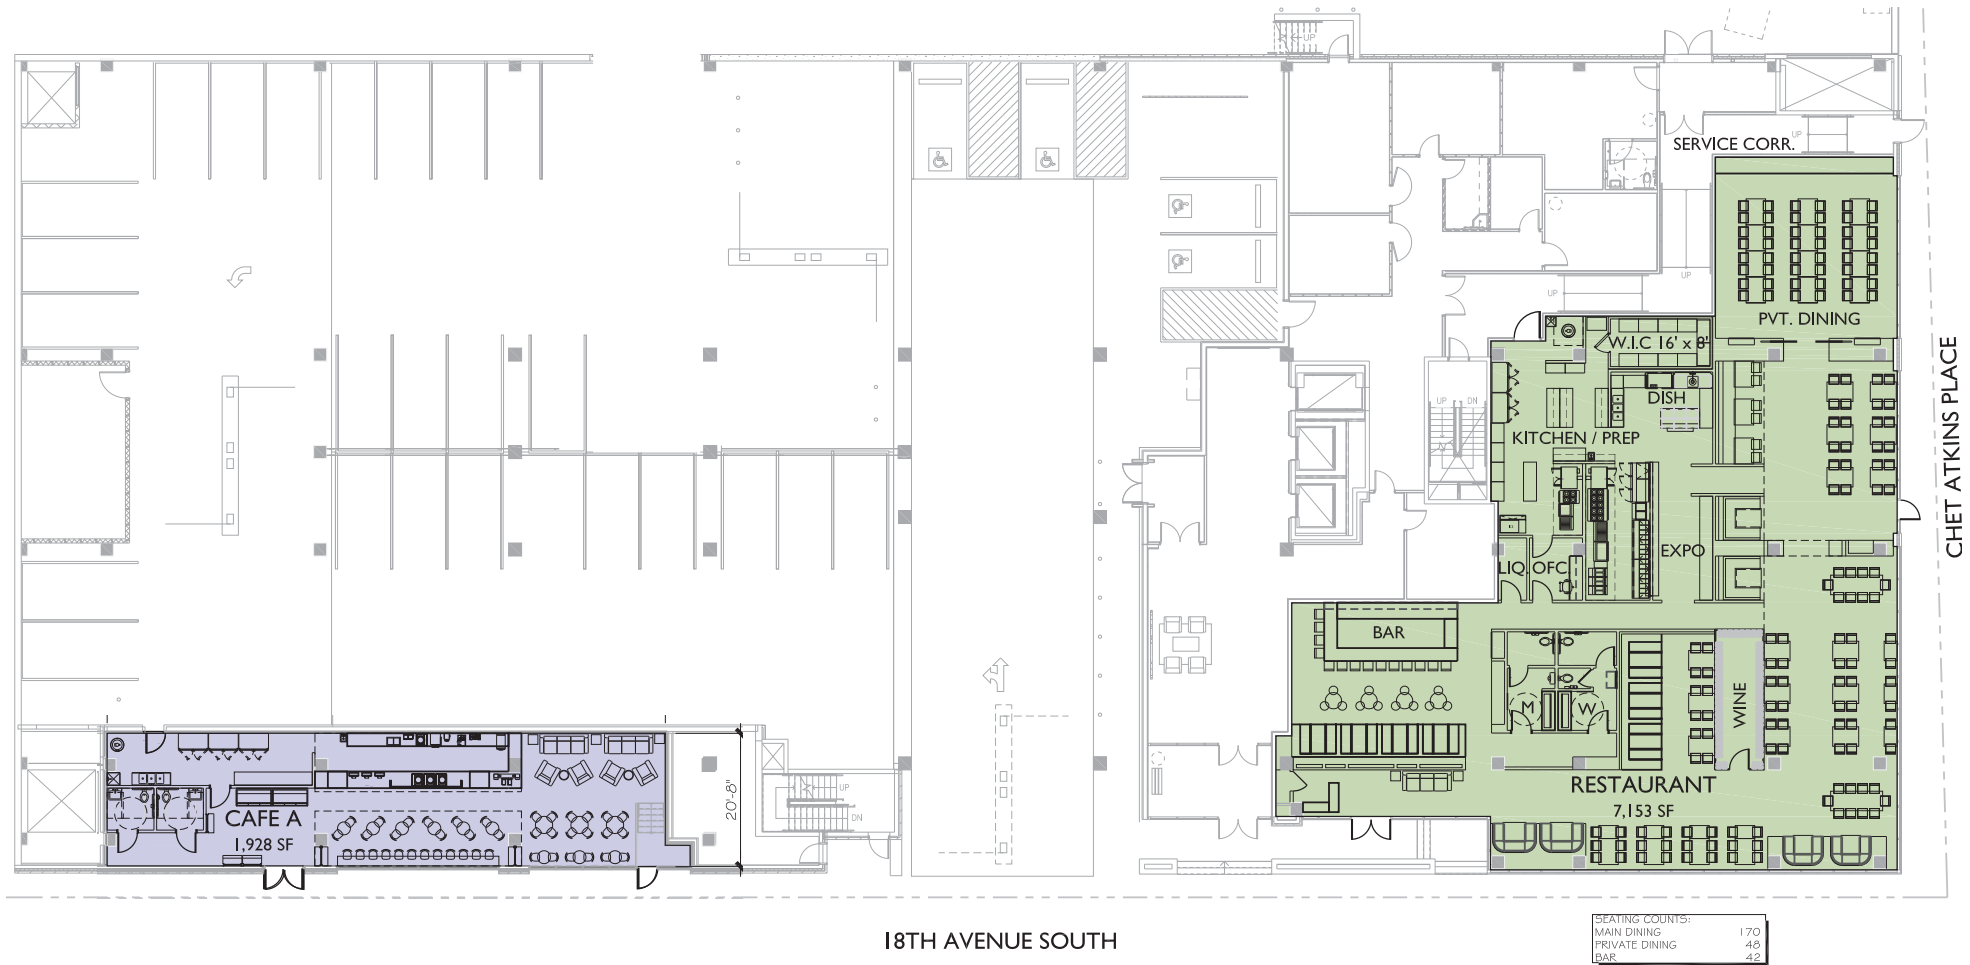 UP
SERVICE CORR.
UP
UP
UP
PVT. DINING
W.I.C 16' x 8'
DISH
UP DN
KITCHEN / PREP
CHET ATKINS PLACE
EXPO
LIQ. OFC.
BAR
M
W
WINE
RESTAURANT
7,153 SF
CAFE A
1,928 SF
20'-8"
UP
DN
18TH AVENUE SOUTH
SEATING COUNTS:
MAIN DINING 170
PRIVATE DINING 48
BAR 42